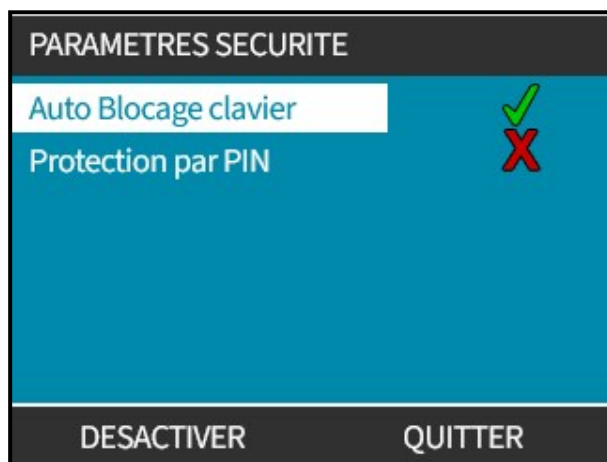 PARAMETRES SECURITE
Auto Blocage clavier
Protection par PIN
DESACTIVER QUITTER